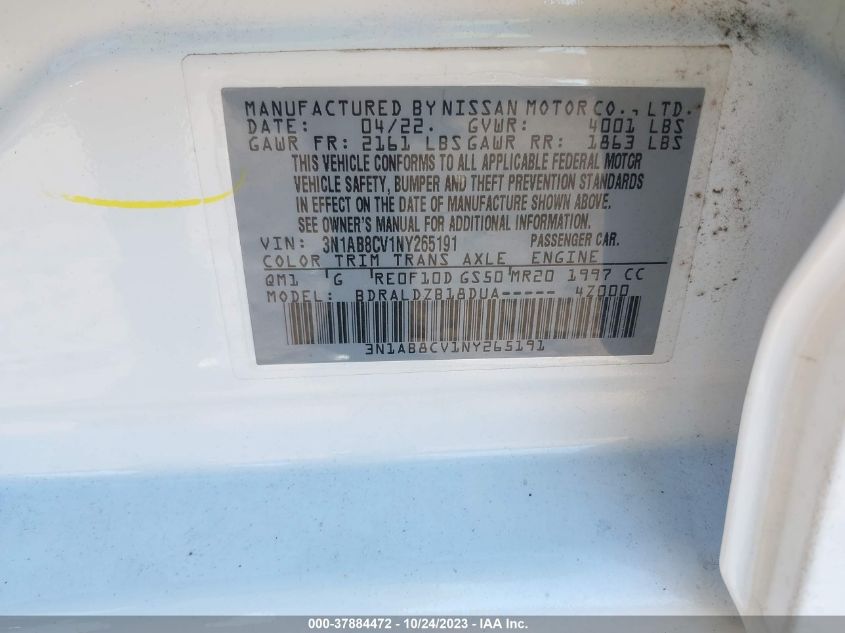 MANUFACTURED BY NISSAN MOTOR CO., LTD.
DATE: 04/22. GVWR: 4001 LBS
GAWR FR: 2161 LBS GAWR RR: 1863 LBS
THIS VEHICLE CONFORMS TO ALL APPLICABLE FEDERAL MOTOR
VEHICLE SAFETY, BUMPER AND THEFT PREVENTION STANDARDS
IN EFFECT ON THE DATE OF MANUFACTURE SHOWN ABOVE.
SEE OWNER'S MANUAL FOR ADDITIONAL INFORMATION.
VIN: 3N1AB8CV1NY265191 PASSENGER CAR.
COLOR TRIM TRANS AXLE ENGINE
QM1 G RE0F10D GS50 MR20 1997 CC
MODEL: BDRALDZB18DUA----- 4Z000
3N1AB8CV1NY265191
000-37884472 - 10/24/2023 - IAA Inc.